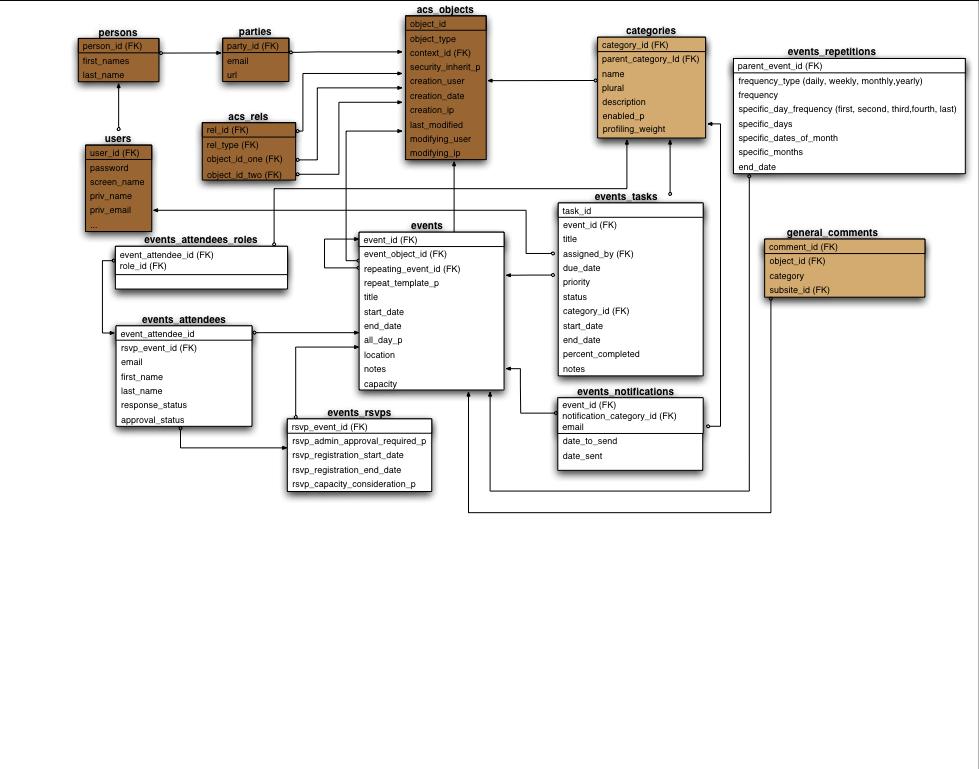 persons
person_id (FK)
first_names
last_name
parties
party_id (FK)
email
url
acs_objects
object_id
object_type
context_id (FK)
security_inherit_p
creation_user
creation_date
creation_ip
last_modified
modifying_user
modifying_ip
categories
category_id (FK)
parent_category_Id (FK)
name
plural
description
enabled_p
profiling_weight
events_repetitions
parent_event_id (FK)
frequency_type (daily, weekly, monthly,yearly)
frequency
specific_day_frequency (first, second, third,fourth, last)
specific_days
specific_dates_of_month
specific_months
end_date
acs_rels
rel_id (FK)
rel_type (FK)
object_id_one (FK)
object_id_two (FK)
users
user_id (FK)
password
screen_name
priv_name
priv_email
...
events_attendees_roles
event_attendee_id (FK)
role_id (FK)
events
event_id (FK)
event_object_id (FK)
repeating_event_id (FK)
repeat_template_p
title
start_date
end_date
all_day_p
location
notes
capacity
events_tasks
task_id
event_id (FK)
title
assigned_by (FK)
due_date
priority
status
category_id (FK)
start_date
end_date
percent_completed
notes
general_comments
comment_id (FK)
object_id (FK)
category
subsite_id (FK)
events_attendees
event_attendee_id
rsvp_event_id (FK)
email
first_name
last_name
response_status
approval_status
events_rsvps
rsvp_event_id (FK)
rsvp_admin_approval_required_p
rsvp_registration_start_date
rsvp_registration_end_date
rsvp_capacity_consideration_p
events_notifications
event_id (FK)
notification_category_id (FK)
email
date_to_send
date_sent